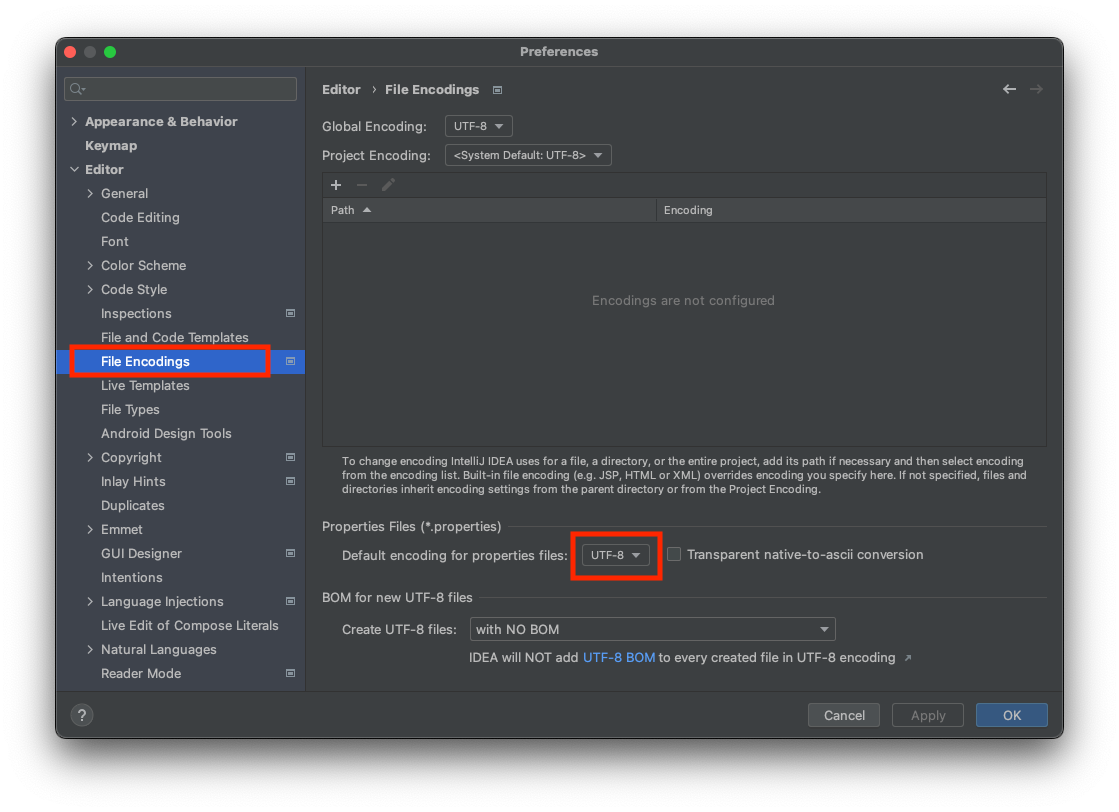 Preferences
Appearance & Behavior
Keymap
Editor
General
Code Editing
Font
Color Scheme
Code Style
Inspections
File and Code Templates
File Encodings
Live Templates
File Types
Android Design Tools
Copyright
Inlay Hints
Duplicates
Emmet
GUI Designer
Intentions
Language Injections
Live Edit of Compose Literals
Natural Languages
Reader Mode
Editor › File Encodings
Global Encoding: UTF-8
Project Encoding: <System Default: UTF-8>
Path Encoding
Encodings are not configured
To change encoding IntelliJ IDEA uses for a file, a directory, or the entire project, add its path if necessary and then select encoding
from the encoding list. Built-in file encoding (e.g. JSP, HTML or XML) overrides encoding you specify here. If not specified, files and
directories inherit encoding settings from the parent directory or from the Project Encoding.
Properties Files (*.properties)
Default encoding for properties files: UTF-8 Transparent native-to-ascii conversion
BOM for new UTF-8 files
Create UTF-8 files: with NO BOM
IDEA will NOT add UTF-8 BOM to every created file in UTF-8 encoding ↗
? Cancel Apply OK